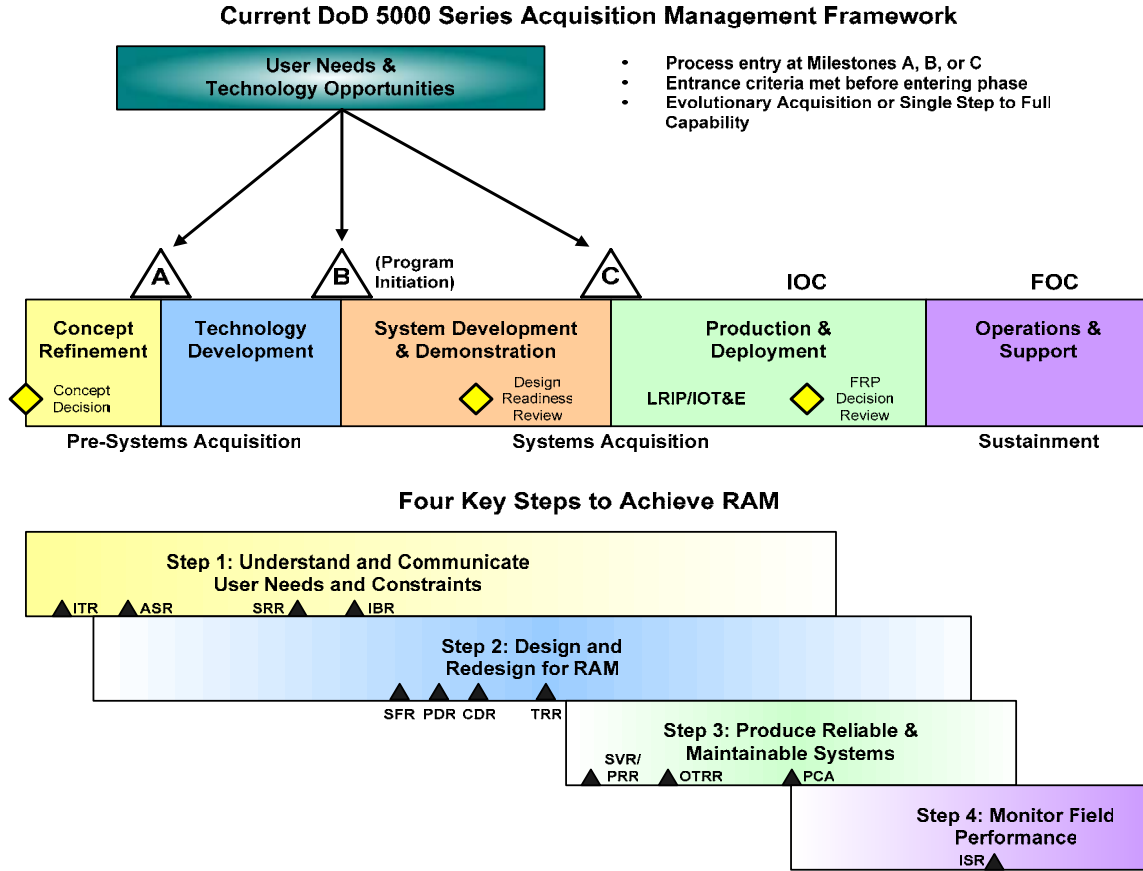 Current DoD 5000 Series Acquisition Management Framework
User Needs &
Technology Opportunities
• Process entry at Milestones A, B, or C
• Entrance criteria met before entering phase
• Evolutionary Acquisition or Single Step to Full
Capability
A
B
(Program
Initiation)
C
IOC
FOC
Concept
Refinement
Technology
Development
System Development
& Demonstration
Production &
Deployment
Operations &
Support
Concept
Decision
Design
Readiness
Review
LRIP/IOT&E
FRP
Decision
Review
Pre-Systems Acquisition
Systems Acquisition
Sustainment
Four Key Steps to Achieve RAM
Step 1: Understand and Communicate
User Needs and Constraints
ITR
ASR
SRR
IBR
Step 2: Design and
Redesign for RAM
SFR
PDR
CDR
TRR
Step 3: Produce Reliable &
Maintainable Systems
SVR/
PRR
OTRR
PCA
Step 4: Monitor Field
Performance
ISR